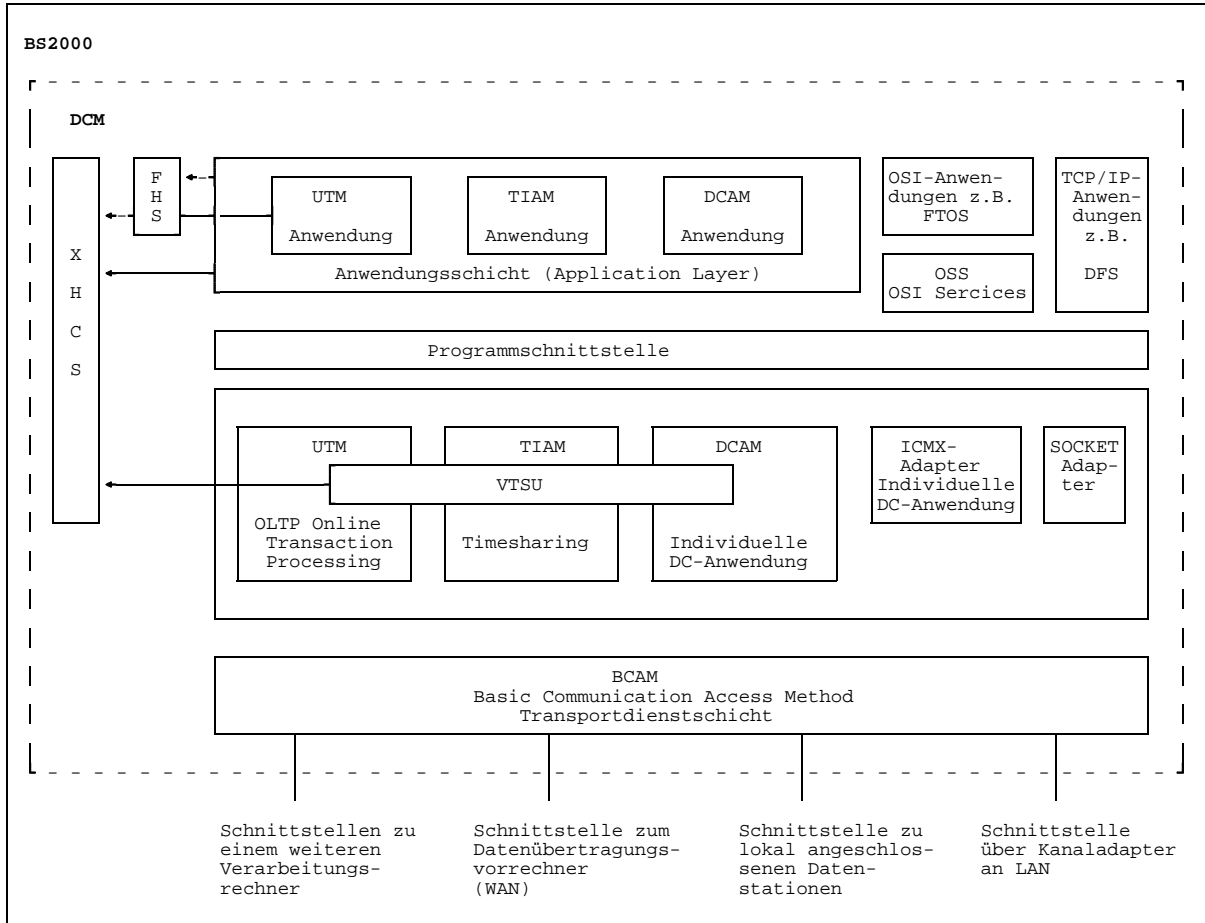 BS2000
DCM
F
H
S
X
H
C
S
UTM
Anwendung
TIAM
Anwendung
DCAM
Anwendung
Anwendungsschicht (Application Layer)
OSI-Anwen-
dungen z.B.
FTOS
OSS
OSI Sercices
TCP/IP-
Anwen-
dungen
z.B.
DFS
Programmschnittstelle
UTM
TIAM
DCAM
VTSU
OLTP Online
Transaction
Processing
Timesharing
Individuelle
DC-Anwendung
ICMX-
Adapter
Individuelle
DC-Anwendung
SOCKET
Adap-
ter
BCAM
Basic Communication Access Method
Transportdienstschicht
Schnittstellen zu
einem weiteren
Verarbeitungs-
rechner
Schnittstelle zum
Datenübertragungs-
vorrechner
(WAN)
Schnittstelle zu
lokal angeschlos-
senen Daten-
stationen
Schnittstelle
über Kanaladapter
an LAN